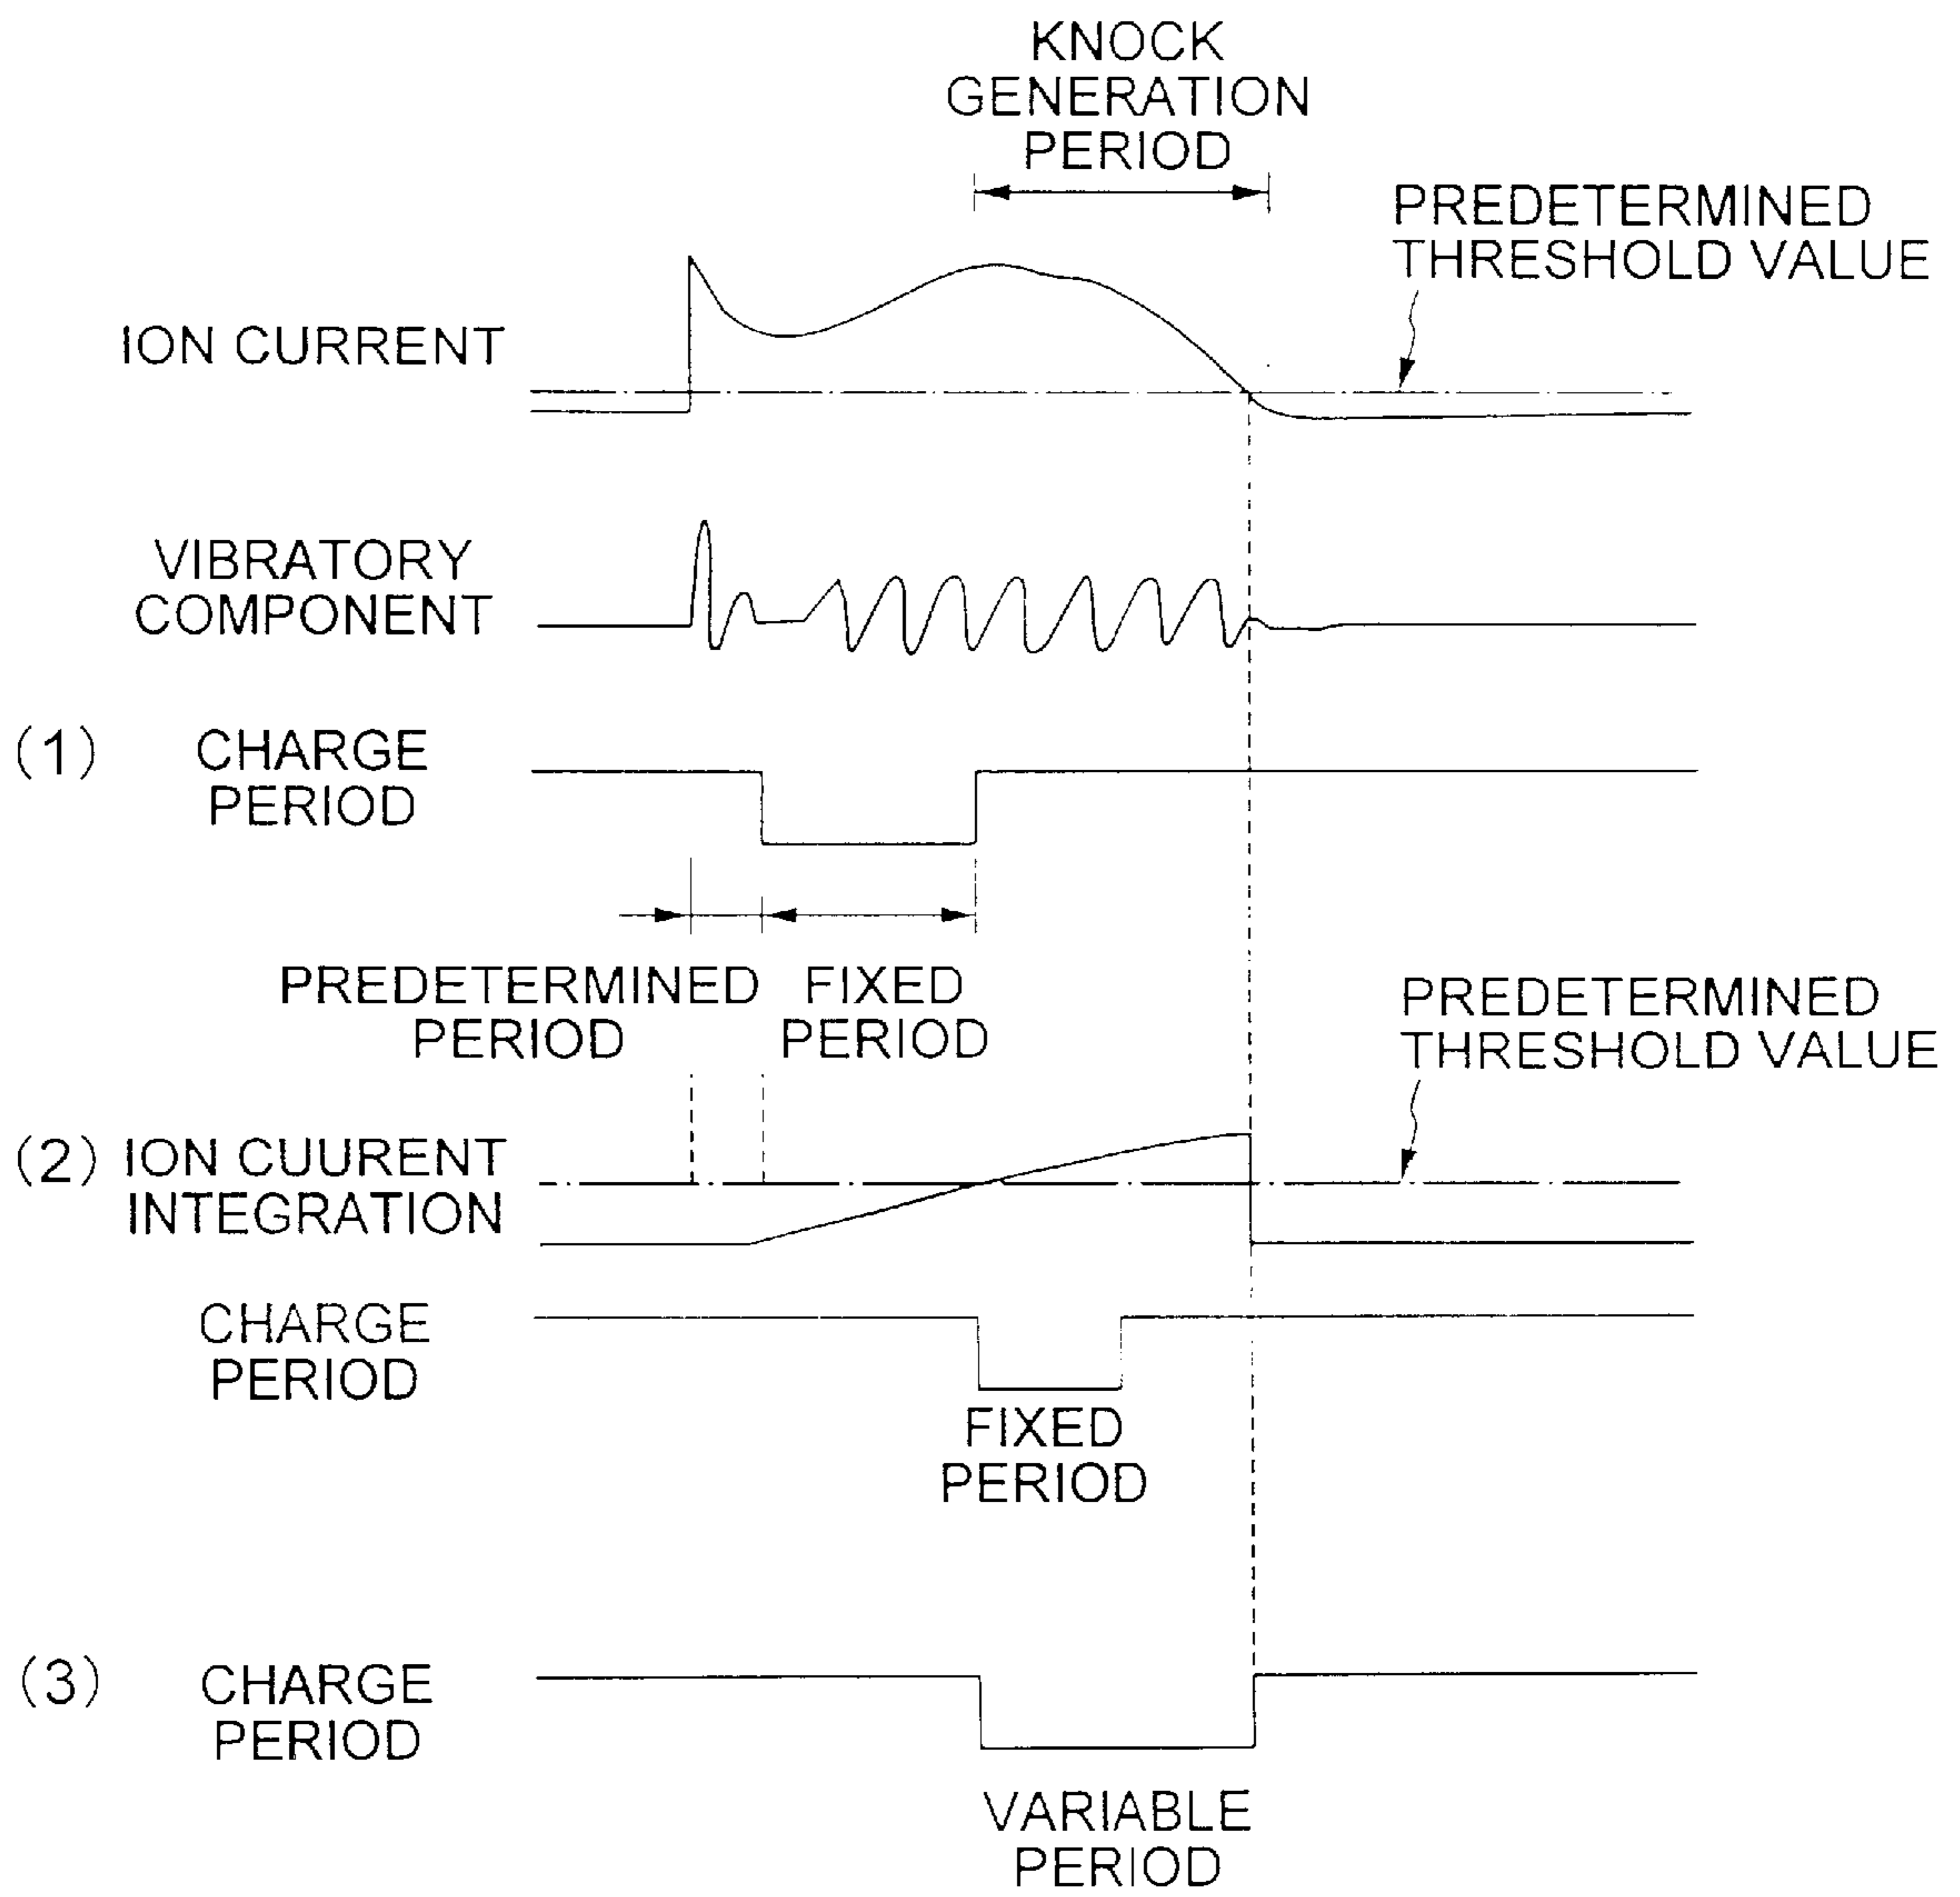 KNOCK
GENERATION
PERIOD
PREDETERMINED
THRESHOLD VALUE
ION CURRENT
VIBRATORY
COMPONENT
(1) CHARGE
PERIOD
PREDETERMINED
PERIOD
FIXED
PERIOD
PREDETERMINED
THRESHOLD VALUE
(2) ION CUURENT
INTEGRATION
CHARGE
PERIOD
FIXED
PERIOD
(3) CHARGE
PERIOD
VARIABLE
PERIOD